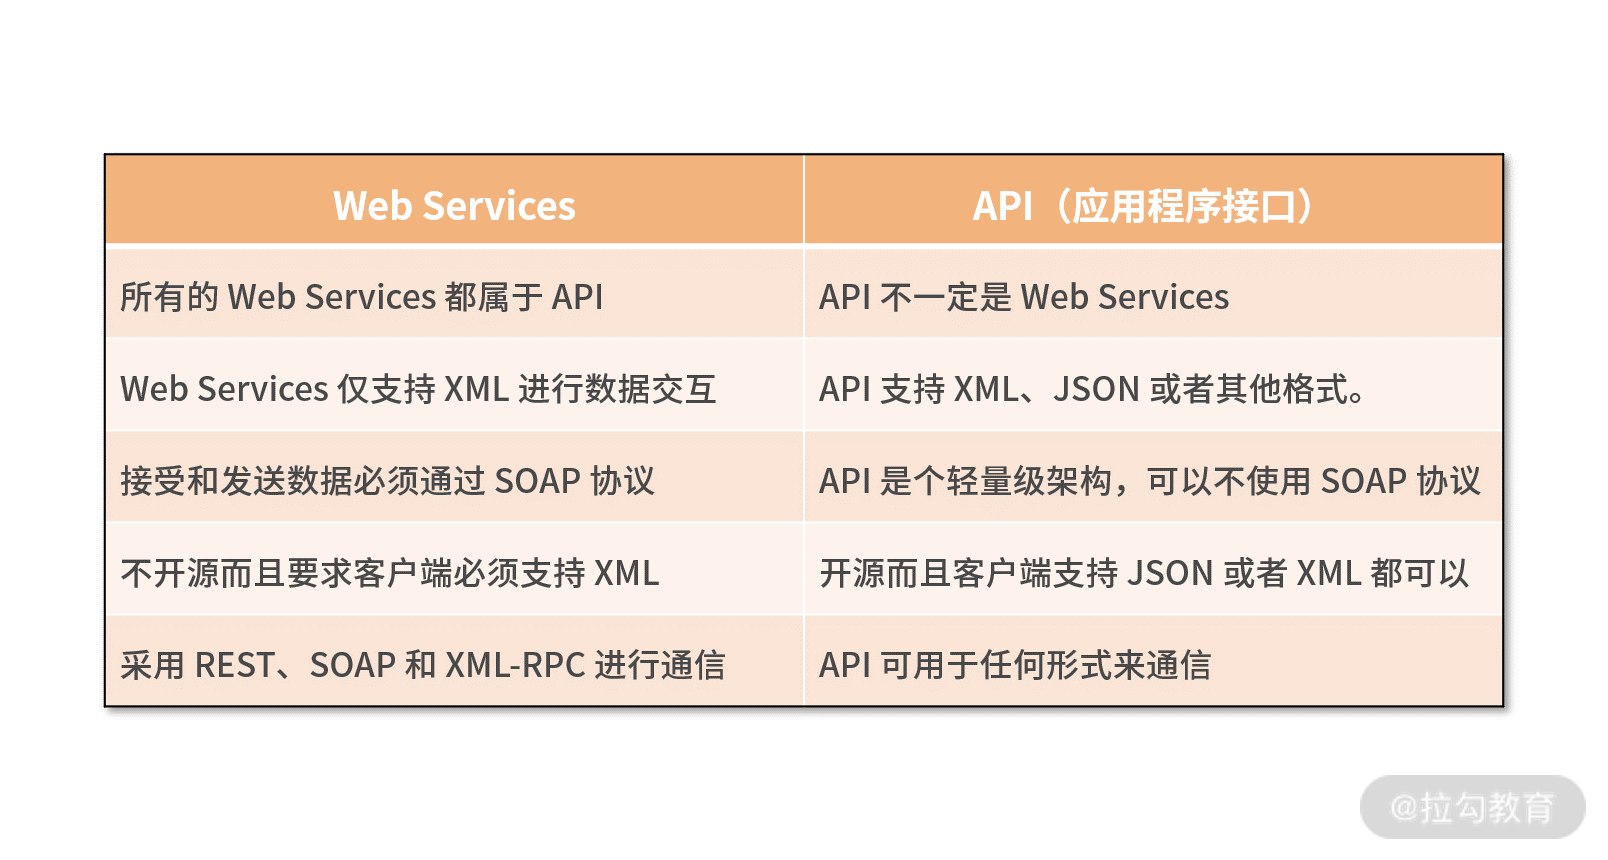 Web Services
API（应用程序接口）
所有的 Web Services 都属于 API
API 不一定是 Web Services
Web Services 仅支持 XML 进行数据交互
API 支持 XML、JSON 或者其他格式。
接受和发送数据必须通过 SOAP 协议
API 是个轻量级架构，可以不使用 SOAP 协议
不开源而且要求客户端必须支持 XML
开源而且客户端支持 JSON 或者 XML 都可以
采用 REST、SOAP 和 XML-RPC 进行通信
API 可用于任何形式来通信
@拉勾教育